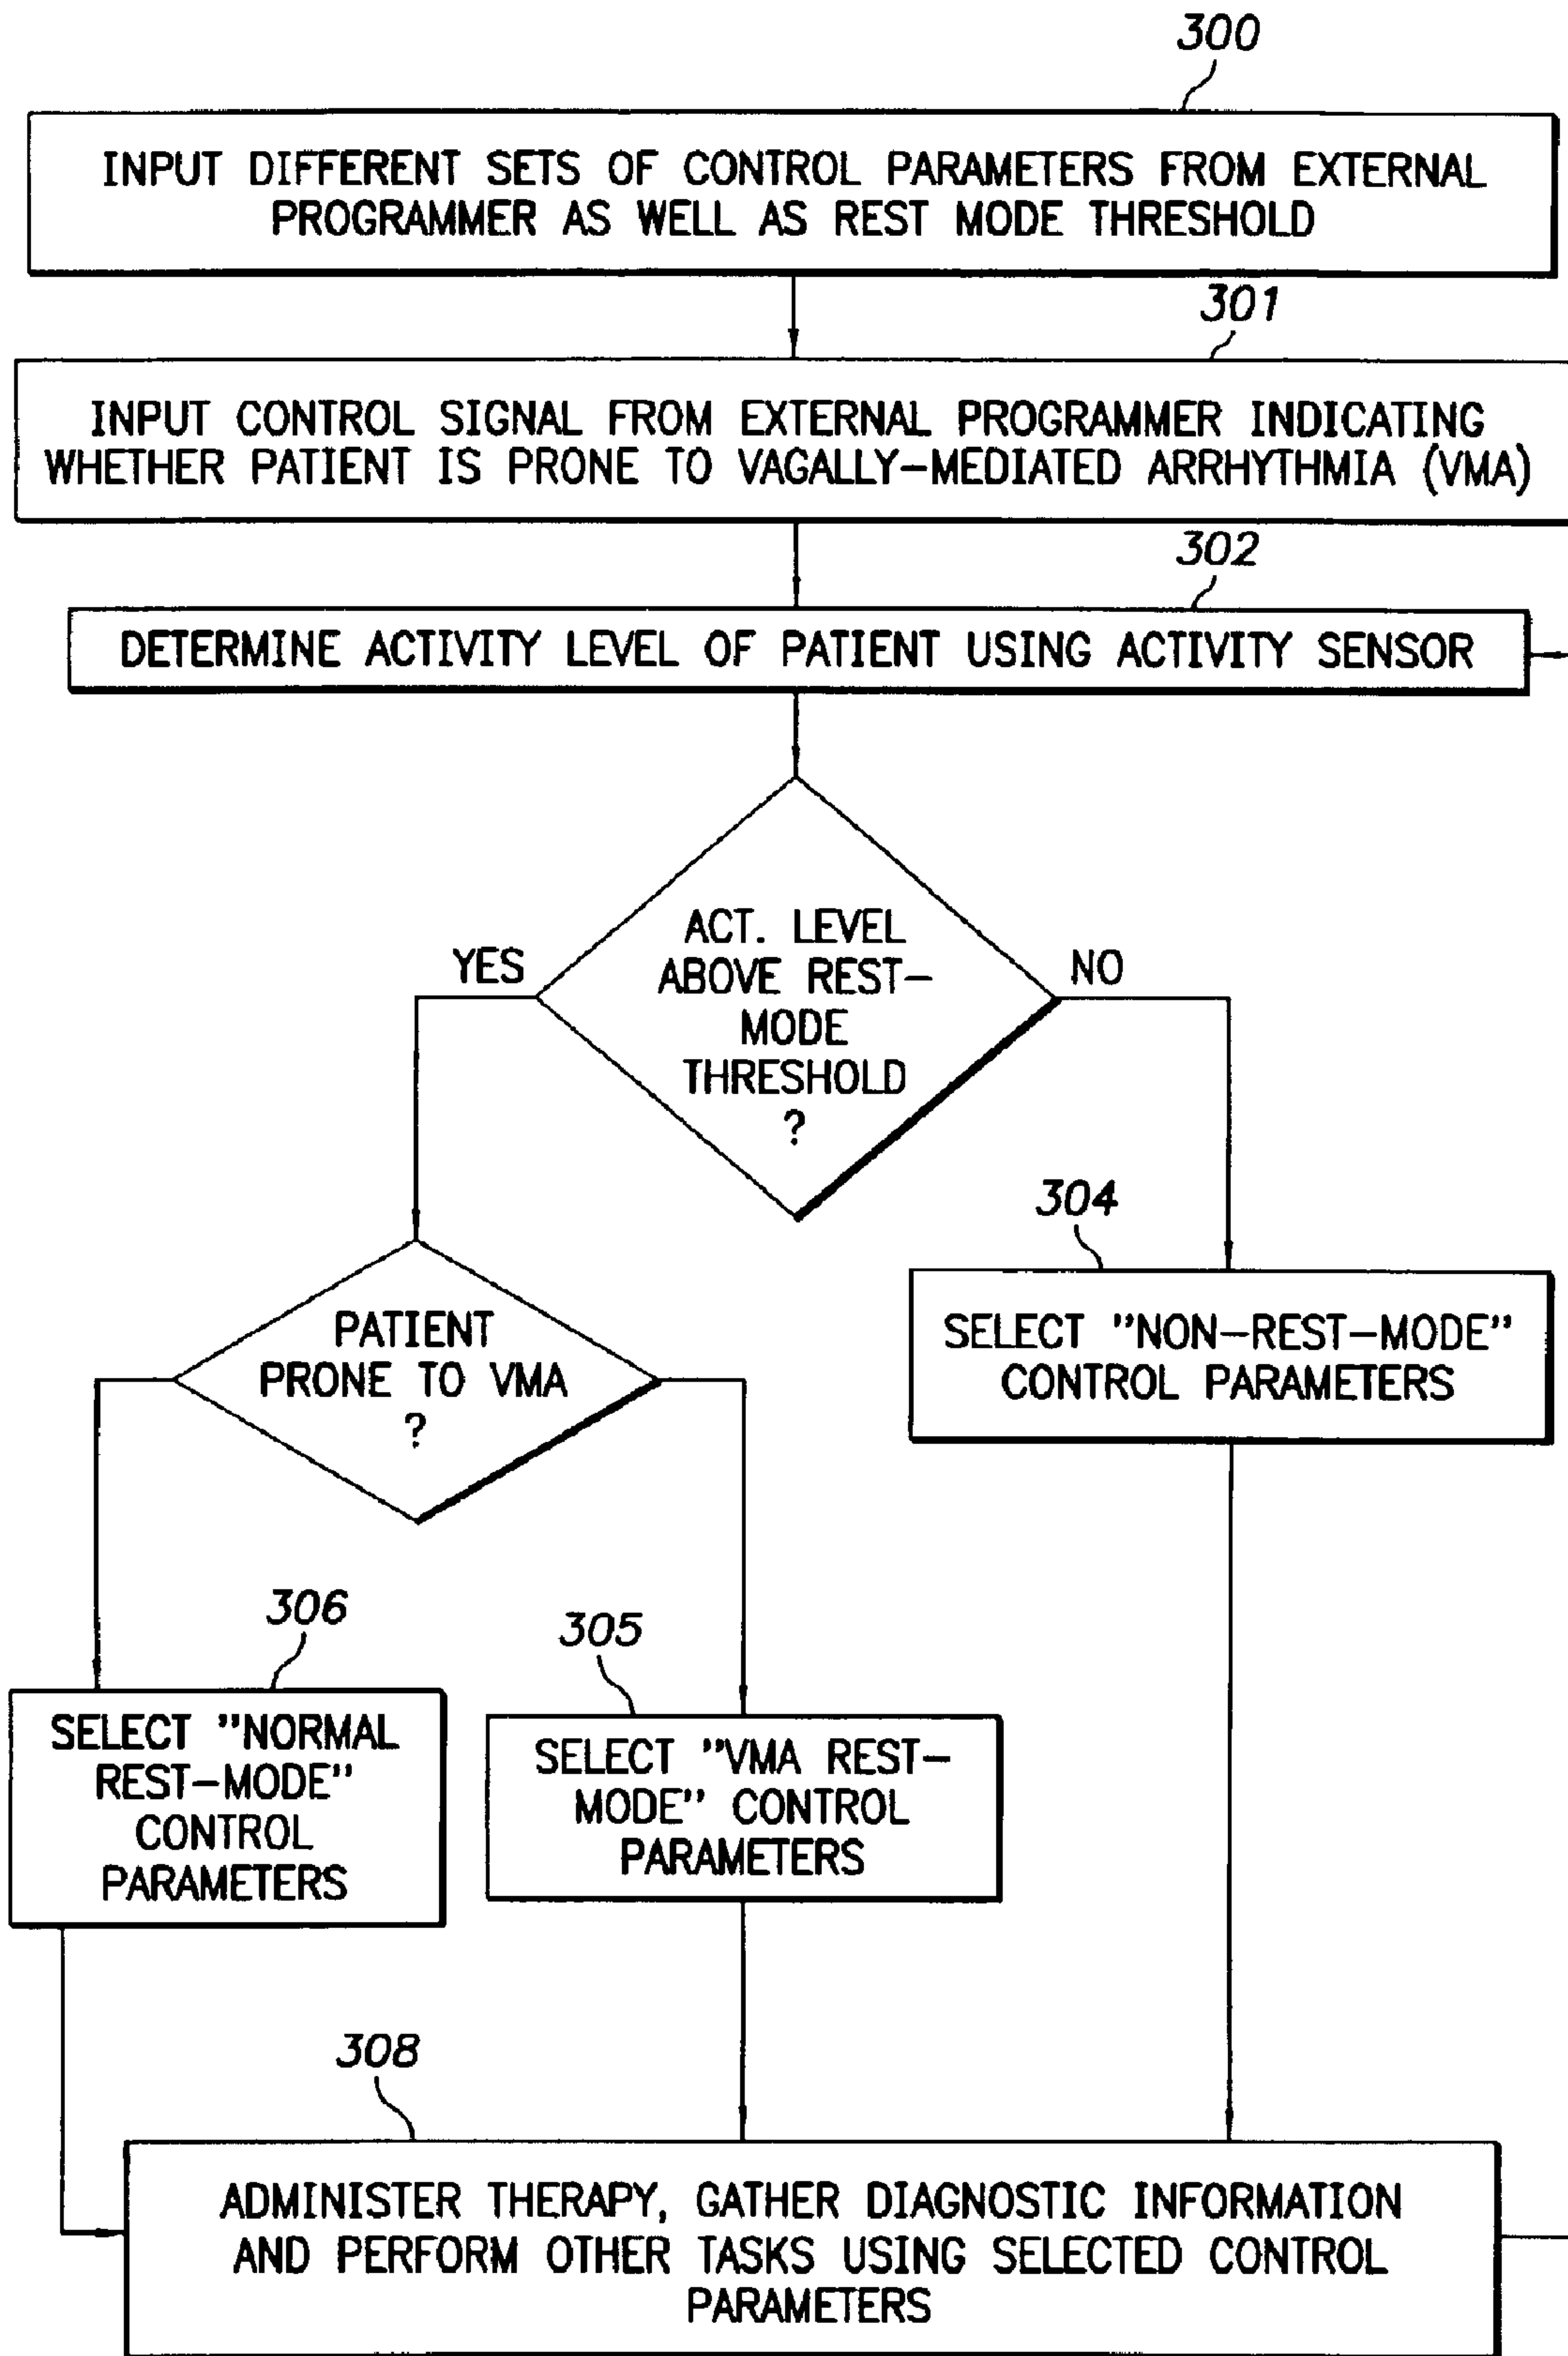 300
INPUT DIFFERENT SETS OF CONTROL PARAMETERS FROM EXTERNAL
PROGRAMMER AS WELL AS REST MODE THRESHOLD
301
INPUT CONTROL SIGNAL FROM EXTERNAL PROGRAMMER INDICATING
WHETHER PATIENT IS PRONE TO VAGALLY-MEDIATED ARRHYTHMIA (VMA)
302
DETERMINE ACTIVITY LEVEL OF PATIENT USING ACTIVITY SENSOR
ACT. LEVEL
ABOVE REST-
MODE
THRESHOLD
?
YES
NO
304
SELECT "NON-REST-MODE"
CONTROL PARAMETERS
PATIENT
PRONE TO VMA
?
306
SELECT "NORMAL
REST-MODE"
CONTROL
PARAMETERS
305
SELECT "VMA REST-
MODE" CONTROL
PARAMETERS
308
ADMINISTER THERAPY, GATHER DIAGNOSTIC INFORMATION
AND PERFORM OTHER TASKS USING SELECTED CONTROL
PARAMETERS